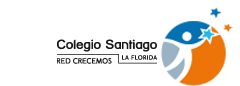 Colegio Santiago
LA FLORIDA
RED CRECEMOS